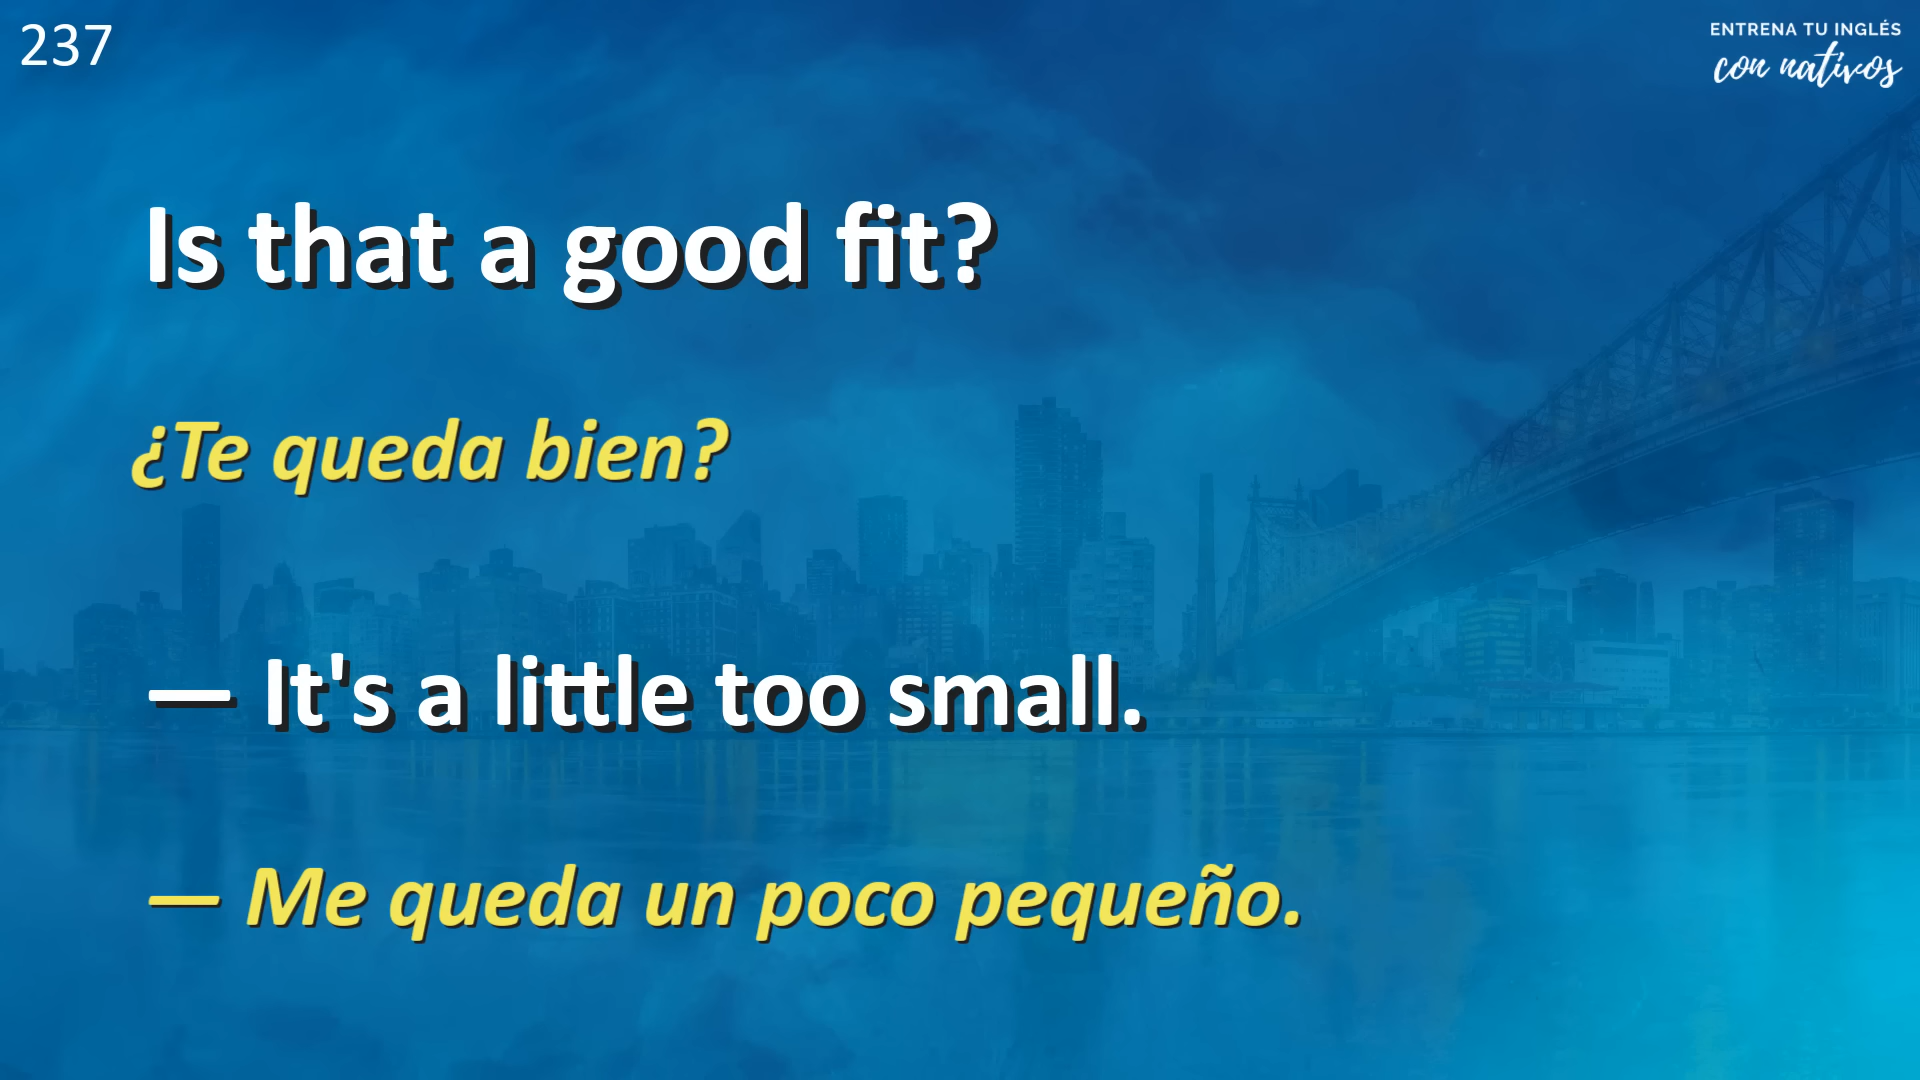 237
ENTRENA TU INGLÉS
con nativos
Is that a good fit?
¿Te queda bien?
— It's a little too small.
— Me queda un poco pequeño.